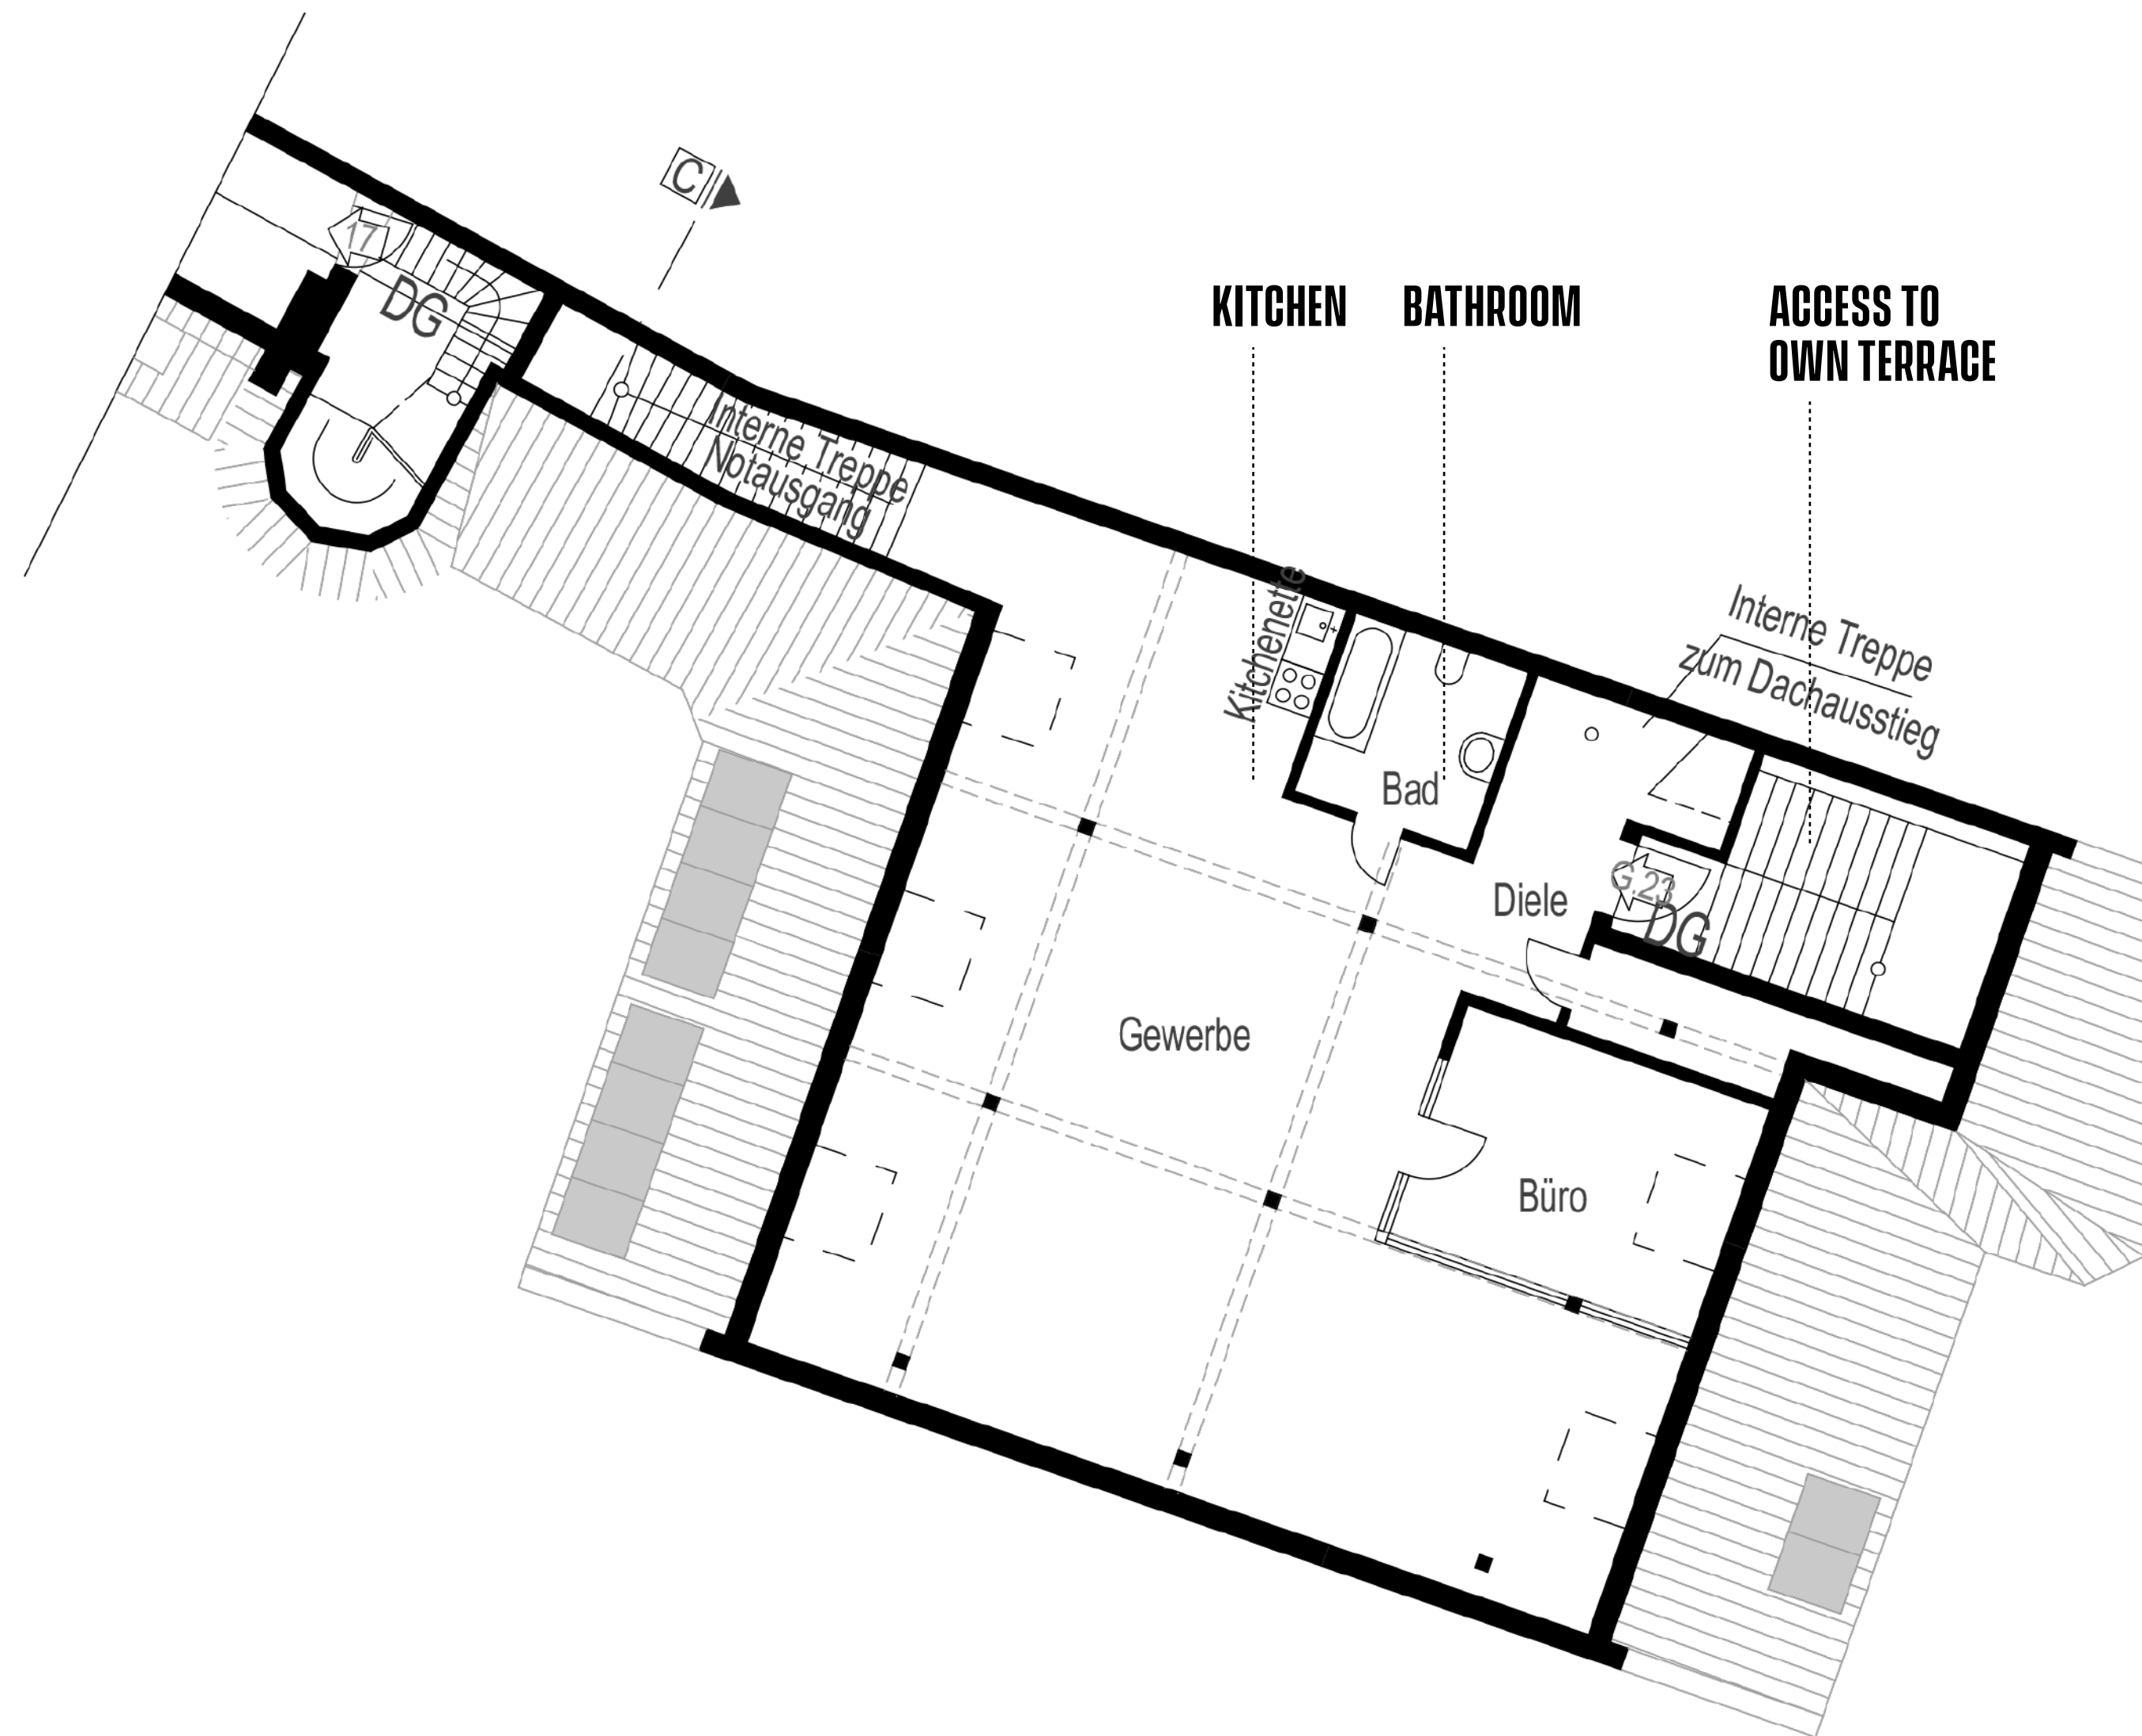 C
17
DG
KITCHEN
BATHROOM
ACCESS TO
OWN TERRACE
Interne Treppe
Notausgang
Kitchenette
Interne Treppe
zum Dachausstieg
Bad
Diele
G.23
DG
Gewerbe
Büro